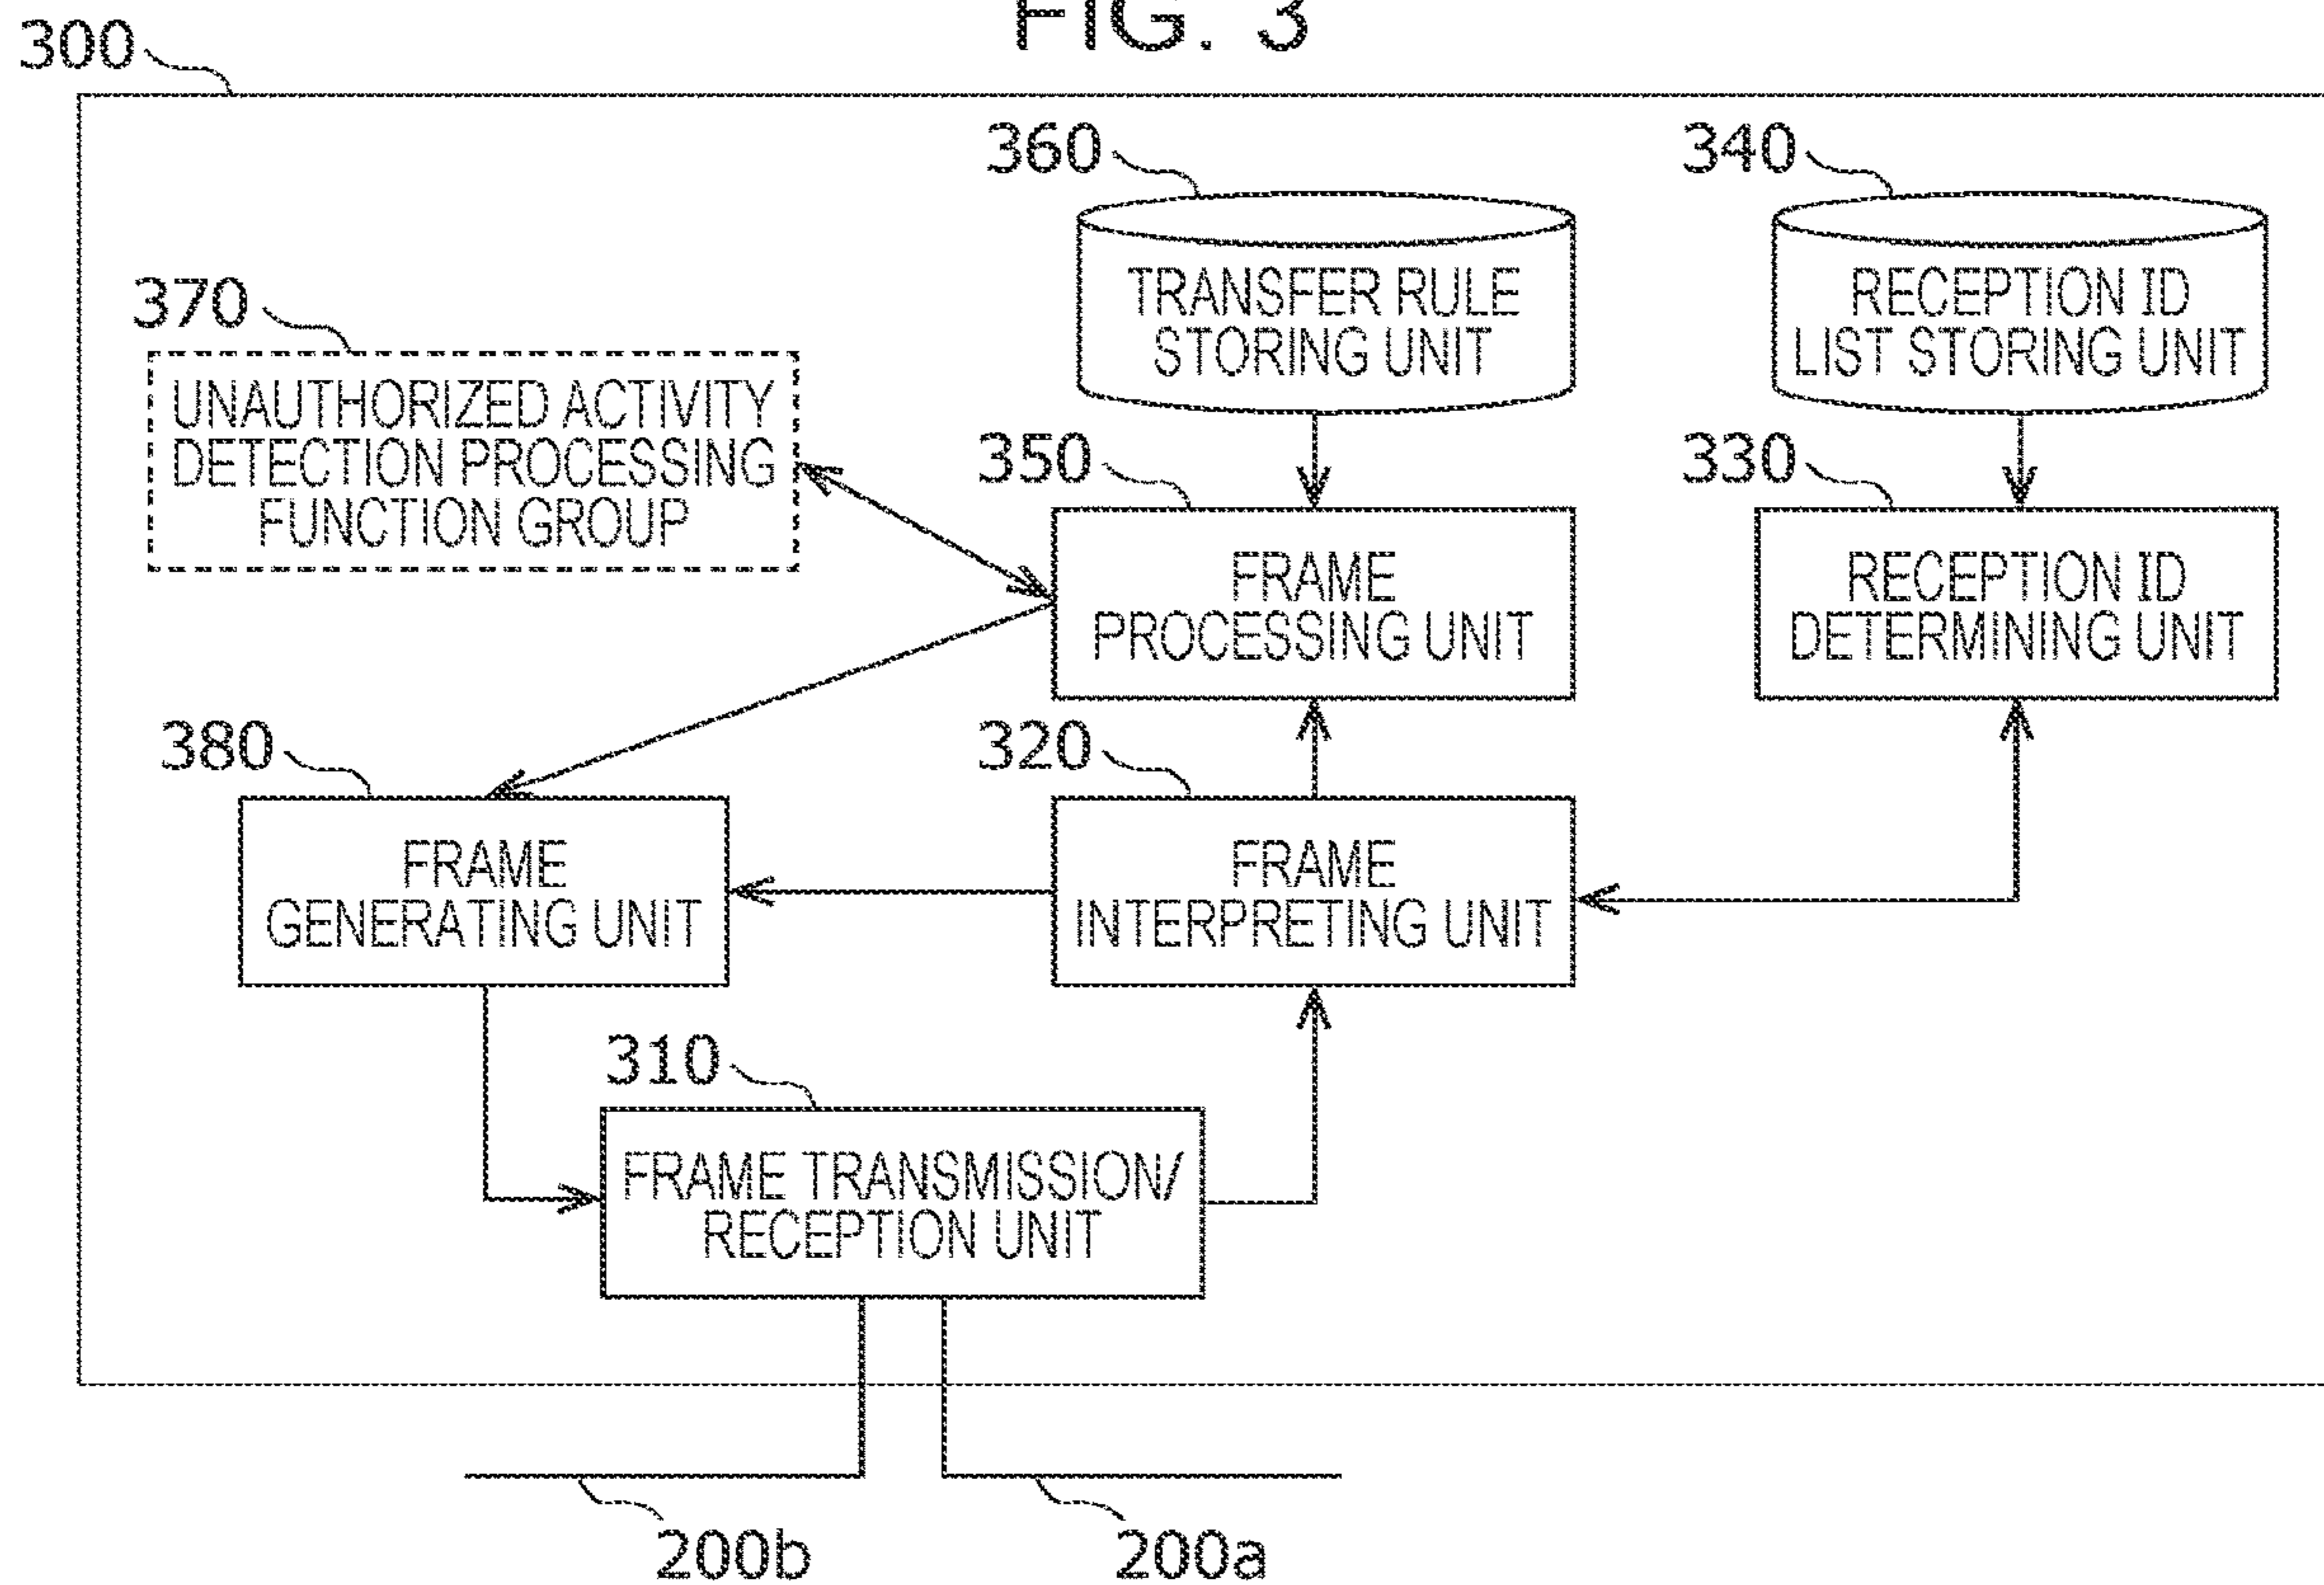 FIG. 3
300
360
340
TRANSFER RULE
STORING UNIT
RECEPTION ID
LIST STORING UNIT
370
UNAUTHORIZED ACTIVITY
DETECTION PROCESSING
FUNCTION GROUP
350
330
FRAME
PROCESSING UNIT
RECEPTION ID
DETERMINING UNIT
380
320
FRAME
GENERATING UNIT
FRAME
INTERPRETING UNIT
310
FRAME TRANSMISSION/
RECEPTION UNIT
200b
200a